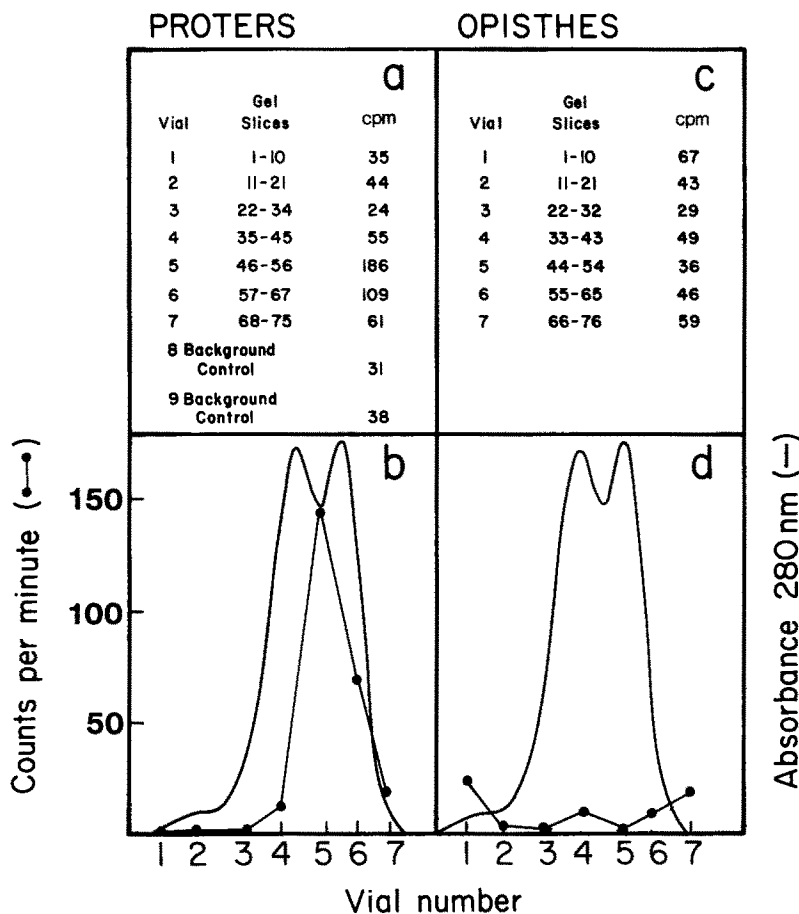 PROTERS
OPISTHES
a
Gel
Vial Slices cpm
1 1-10 35
2 11-21 44
3 22-34 24
4 35-45 55
5 46-56 186
6 57-67 109
7 68-75 61
8 Background
Control 31
9 Background
Control 38
c
Gel
Vial Slices cpm
1 1-10 67
2 11-21 43
3 22-32 29
4 33-43 49
5 44-54 36
6 55-65 46
7 66-76 59
b
d
Counts per minute (●—●)
150
100
50
Absorbance 280nm (—)
1 2 3 4 5 6 7
1 2 3 4 5 6 7
Vial number